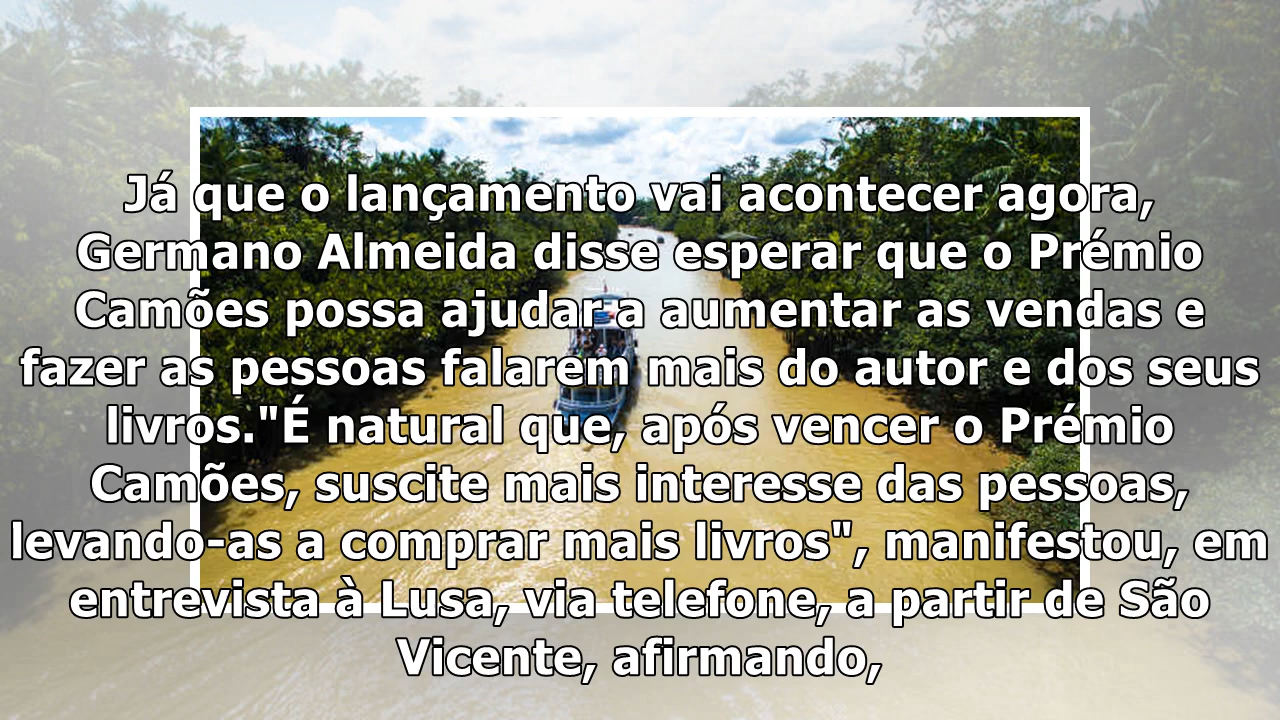 Já que o lançamento vai acontecer agora,
Germano Almeida disse esperar que o Prémio
Camões possa ajudar a aumentar as vendas e
fazer as pessoas falarem mais do autor e dos seus
livros."É natural que, após vencer o Prémio
Camões, suscite mais interesse das pessoas,
levando-as a comprar mais livros", manifestou, em
entrevista à Lusa, via telefone, a partir de São
Vicente, afirmando,